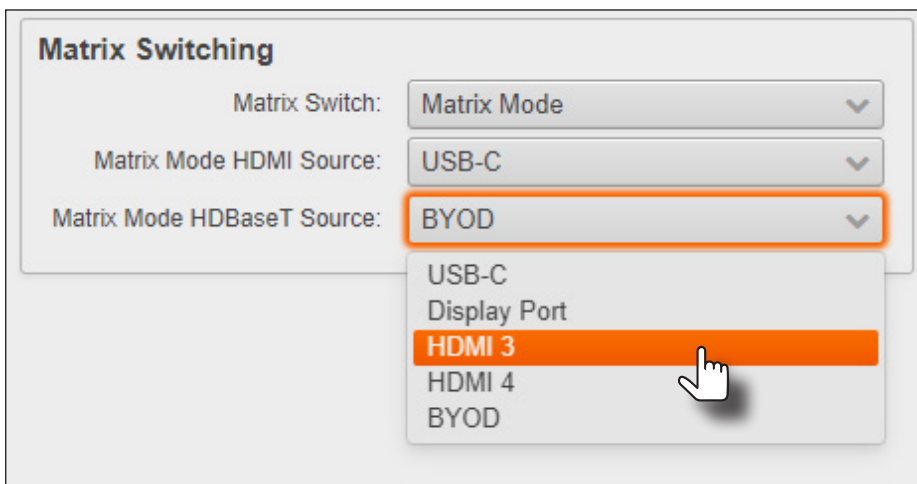 Matrix Switching
Matrix Switch: Matrix Mode
Matrix Mode HDMI Source: USB-C
Matrix Mode HDBaseT Source: BYOD
USB-C
Display Port
HDMI 3
HDMI 4
BYOD